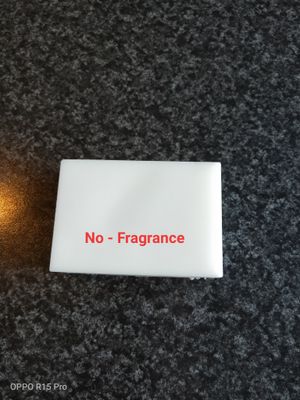 No - Fragrance
OPPO R15 Pro